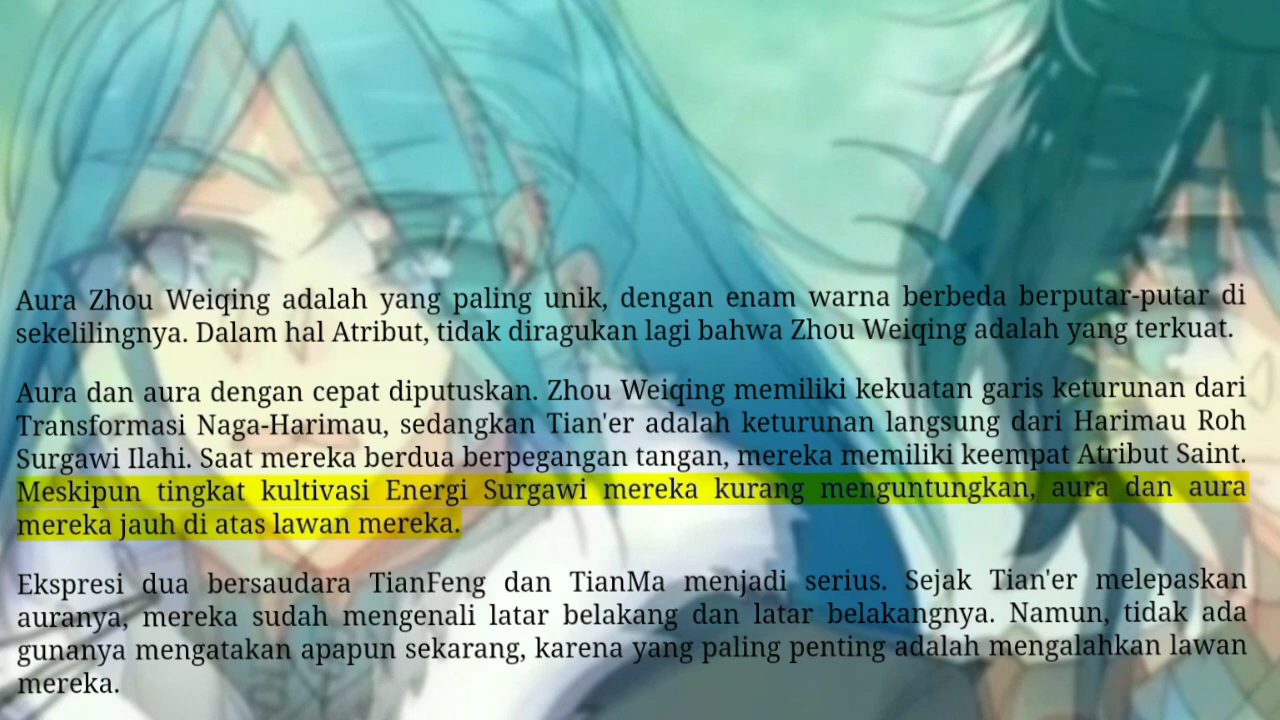 Aura Zhou Weiqing adalah yang paling unik, dengan enam warna berbeda berputar-putar di
sekelilingnya. Dalam hal Atribut, tidak diragukan lagi bahwa Zhou Weiqing adalah yang terkuat.
Aura dan aura dengan cepat diputuskan. Zhou Weiqing memiliki kekuatan garis keturunan dari
Transformasi Naga-Harimau, sedangkan Tian'er adalah keturunan langsung dari Harimau Roh
Surgawi Ilahi. Saat mereka berdua berpegangan tangan, mereka memiliki keempat Atribut Saint.
Meskipun tingkat kultivasi Energi Surgawi mereka kurang menguntungkan, aura dan aura
mereka jauh di atas lawan mereka.
Ekspresi dua bersaudara TianFeng dan TianMa menjadi serius. Sejak Tian'er melepaskan
auranya, mereka sudah mengenali latar belakang dan latar belakangnya. Namun, tidak ada
gunanya mengatakan apapun sekarang, karena yang paling penting adalah mengalahkan lawan
mereka.